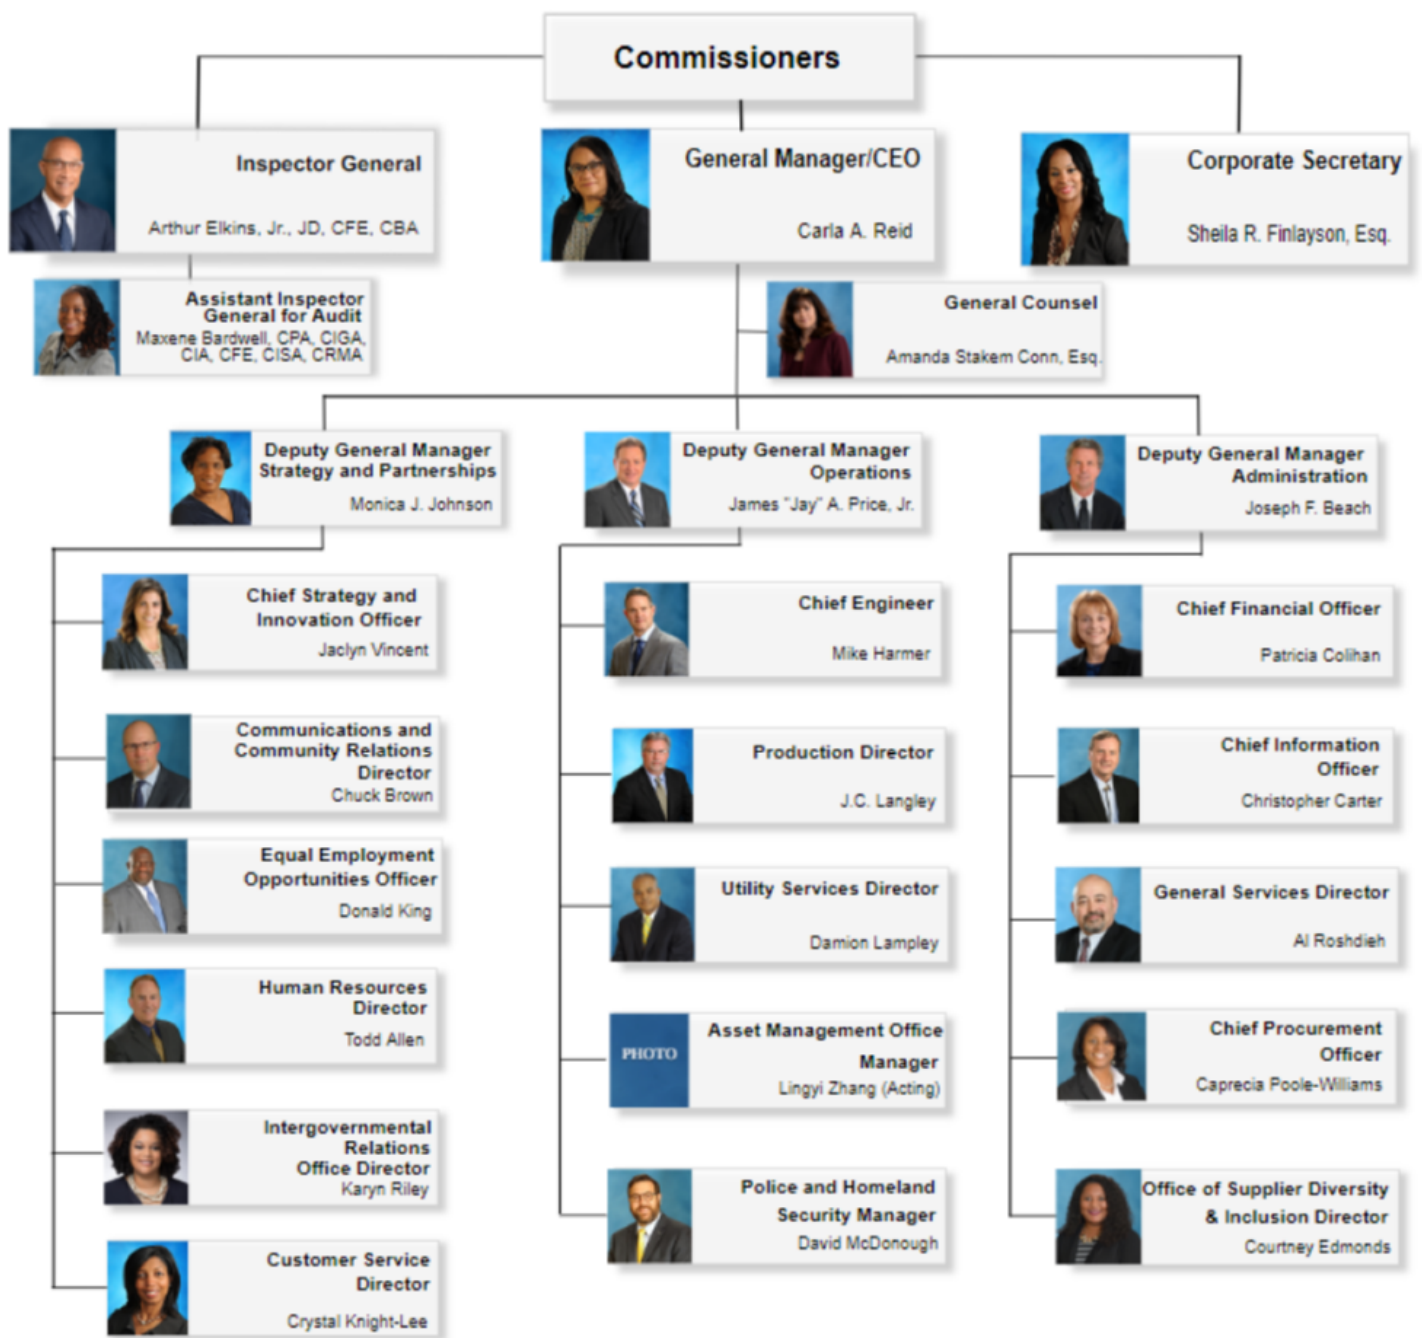 Commissioners
Inspector General
Arthur Elkins, Jr., JD, CFE, CBA
General Manager/CEO
Carla A. Reid
Corporate Secretary
Sheila R. Finlayson, Esq.
Assistant Inspector
General for Audit
Maxene Bardwell, CPA, CIGA,
CIA, CFE, CISA, CRMA
General Counsel
Amanda Stakem Conn, Esq.
Deputy General Manager
Strategy and Partnerships
Monica J. Johnson
Deputy General Manager
Operations
James "Jay" A. Price, Jr.
Deputy General Manager
Administration
Joseph F. Beach
Chief Strategy and
Innovation Officer
Jaclyn Vincent
Communications and
Community Relations
Director
Chuck Brown
Equal Employment
Opportunities Officer
Donald King
Human Resources
Director
Todd Allen
Intergovernmental
Relations
Office Director
Karyn Riley
Customer Service
Director
Crystal Knight-Lee
Chief Engineer
Mike Harmer
Production Director
J.C. Langley
Utility Services Director
Damion Lampley
PHOTO
Asset Management Office
Manager
Lingyi Zhang (Acting)
Police and Homeland
Security Manager
David McDonough
Chief Financial Officer
Patricia Colihan
Chief Information
Officer
Christopher Carter
General Services Director
Al Roshdieh
Chief Procurement
Officer
Caprecia Poole-Williams
Office of Supplier Diversity
& Inclusion Director
Courtney Edmonds